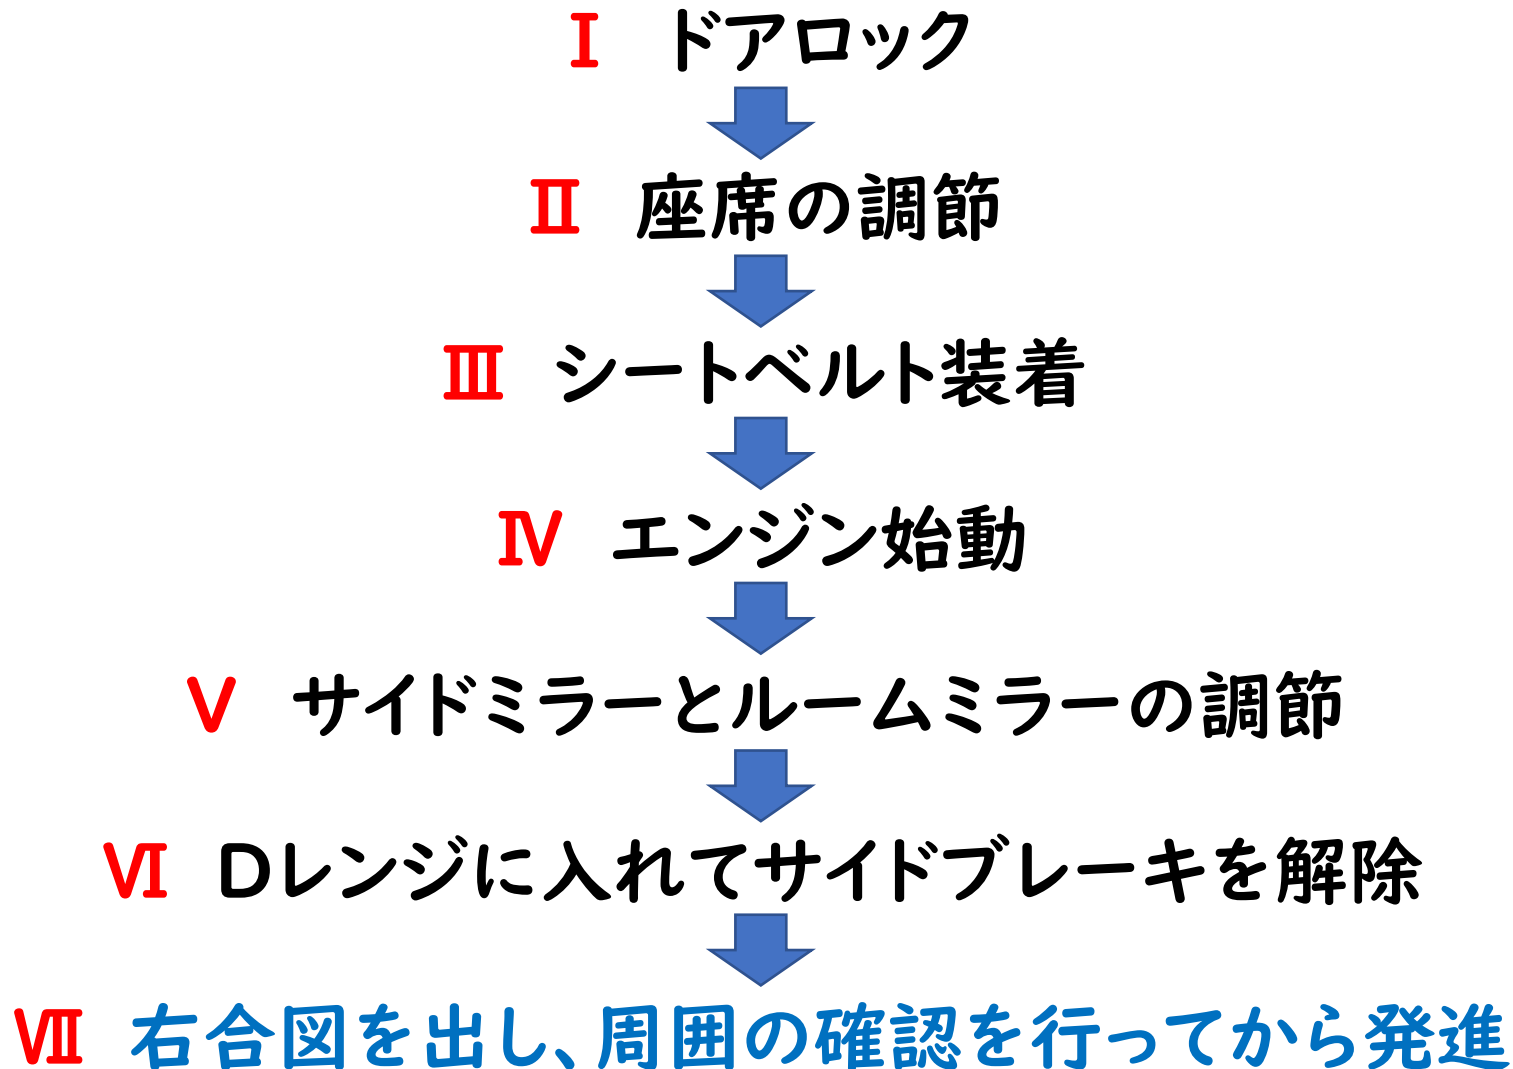 Ⅰ ドアロック
Ⅱ 座席の調節
Ⅲ シートベルト装着
Ⅳ エンジン始動
Ⅴ サイドミラーとルームミラーの調節
Ⅵ Dレンジに入れてサイドブレーキを解除
Ⅶ 右合図を出し、周囲の確認を行ってから発進